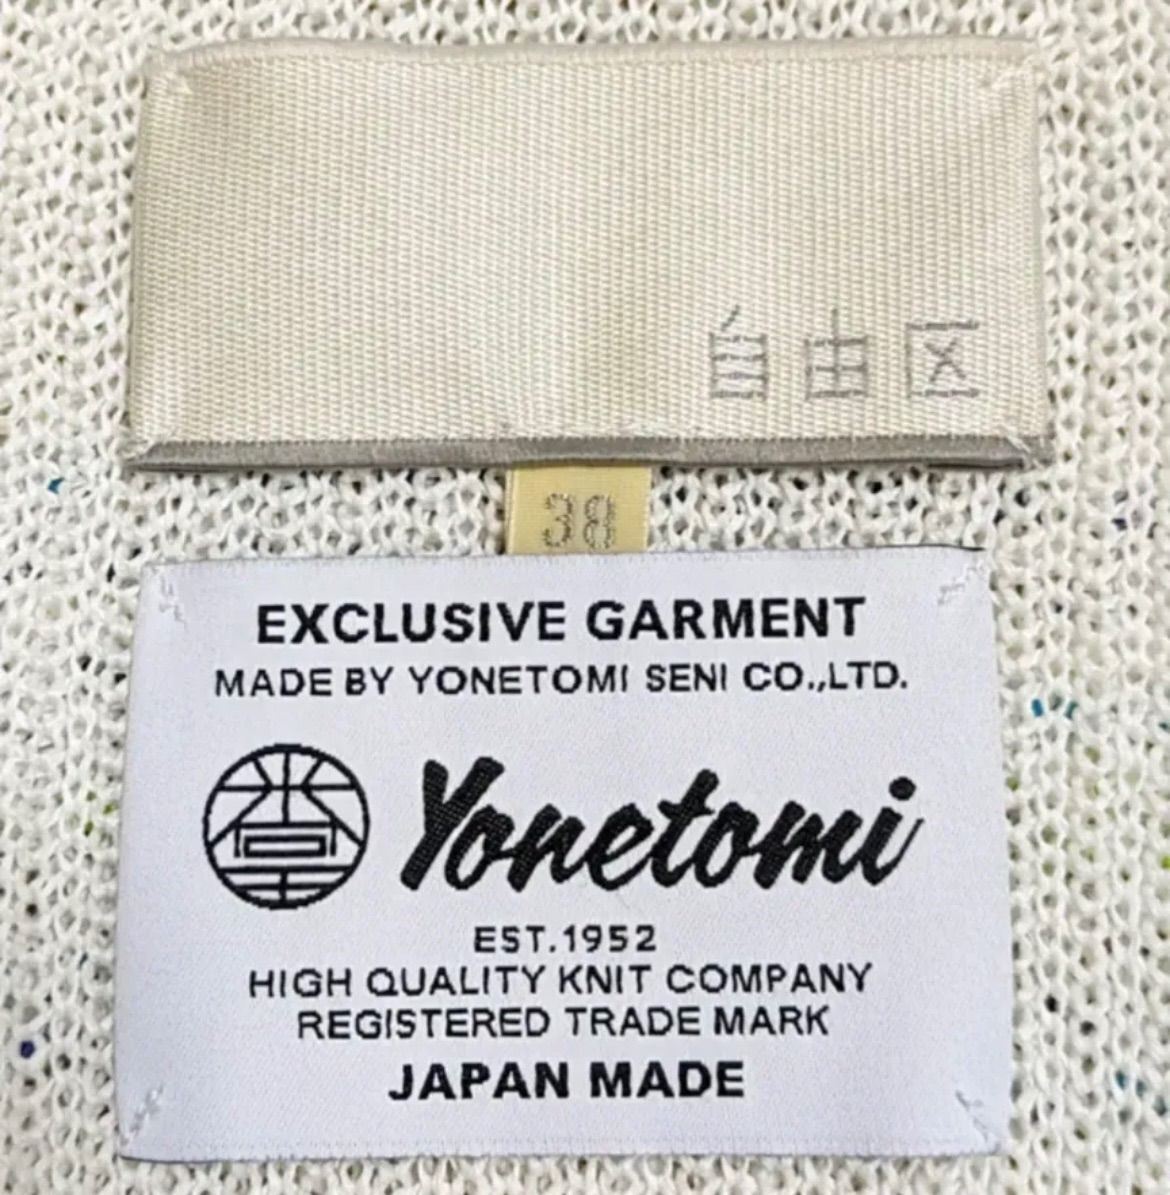 自由区
38
EXCLUSIVE GARMENT
MADE BY YONETOMI SENI CO.,LTD.
Yonetomi
EST.1952
HIGH QUALITY KNIT COMPANY
REGISTERED TRADE MARK
JAPAN MADE